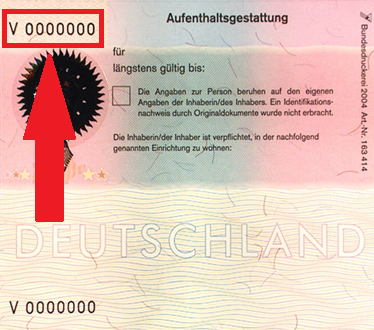 V 0000000
Aufenthaltsgestattung
für
längstens gültig bis:
Die Angaben zur Person beruhen auf den eigenen
Angaben der Inhaberin/des Inhabers. Ein Identifikations-
nachweis durch Originaldokumente wurde nicht erbracht.
Die Inhaberin/der Inhaber ist verpflichtet, in der nachfolgend
genannten Einrichtung zu wohnen:
Bundesdruckerei 2004 Art.-Nr. 163 414
DEUTSCHLAND
V 0000000